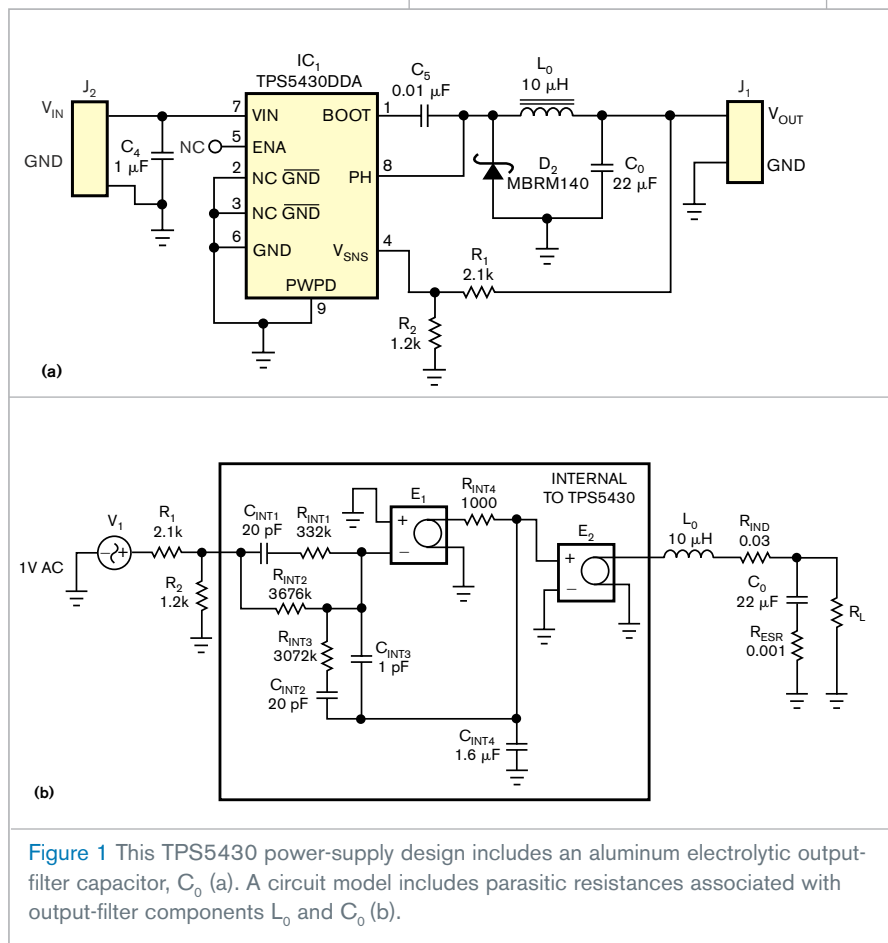 IC1
TPS5430DDA
J2
VIN
GND
C4
1 µF
NC
7 VIN
5 ENA
2 NC GND
3 NC GND
6 GND
PWPD
9
BOOT 1
PH 8
VSNS 4
C5
0.01 µF
L0
10 µH
D2
MBRM140
C0
22 µF
J1
VOUT
GND
R1
2.1k
R2
1.2k
(a)
INTERNAL
TO TPS5430
V1
1V AC
R1
2.1k
R2
1.2k
CINT1
20 pF
RINT1
332k
RINT2
3676k
RINT3
3072k
CINT2
20 pF
CINT3
1 pF
E1
+
–
RINT4
1000
CINT4
1.6 µF
E2
+
–
L0
10 µH
RIND
0.03
C0
22 µF
RESR
0.001
RL
(b)
Figure 1 This TPS5430 power-supply design includes an aluminum electrolytic output-
filter capacitor, C0 (a). A circuit model includes parasitic resistances associated with
output-filter components L0 and C0 (b).